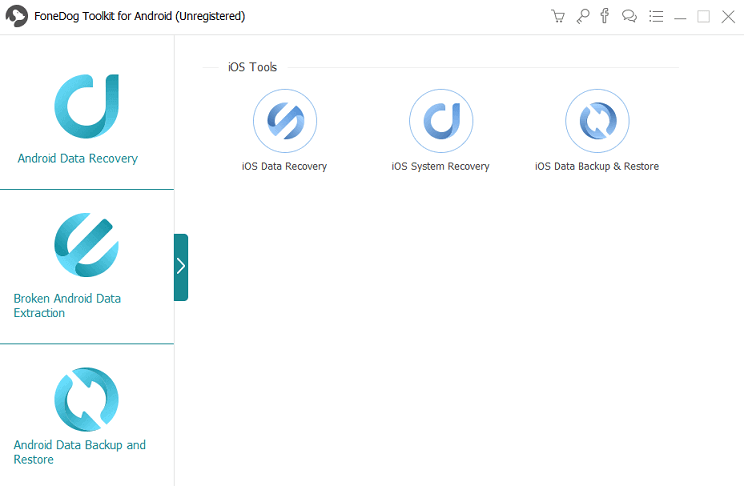 FoneDog Toolkit for Android (Unregistered)
Android Data Recovery
Broken Android Data
Extraction
Android Data Backup and
Restore
iOS Tools
iOS Data Recovery
iOS System Recovery
iOS Data Backup & Restore